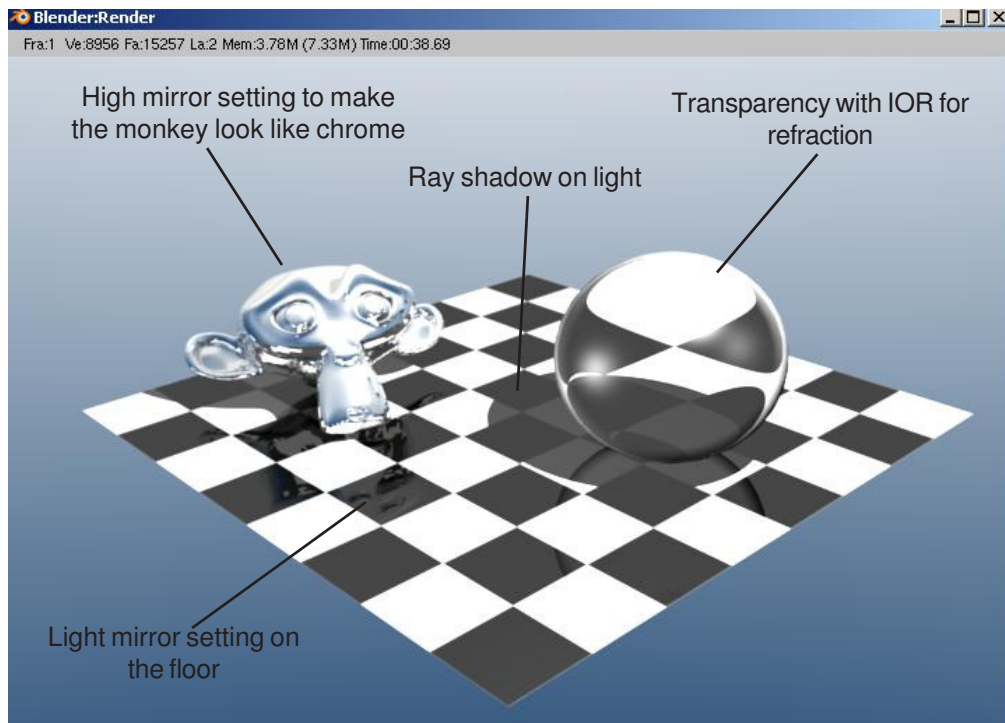 Blender:Render
Fra:1 Ve:8956 Fa:15257 La:2 Mem:3.78M (7.33M) Time:00:38.69
High mirror setting to make
the monkey look like chrome
Transparency with IOR for
refraction
Ray shadow on light
Light mirror setting on
the floor